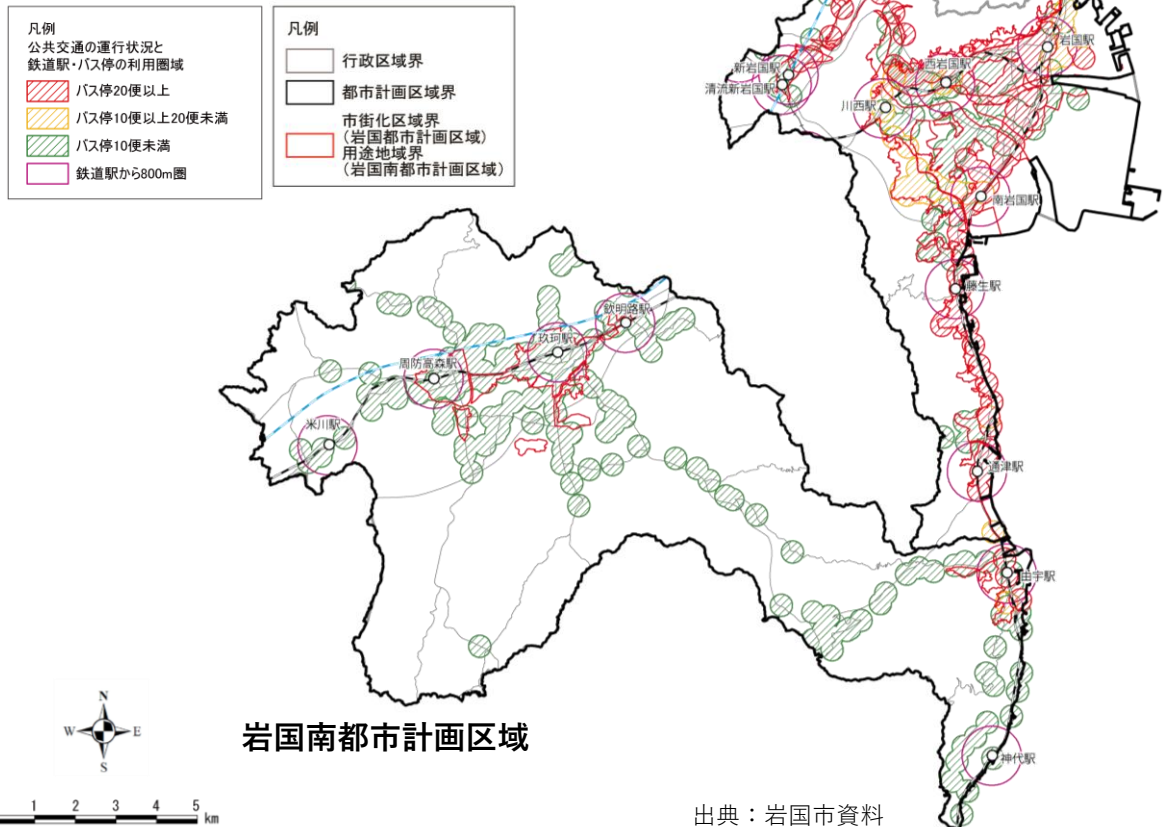 凡例
公共交通の運行状況と
鉄道駅・バス停の利用圏域
バス停20便以上
バス停10便以上20便未満
バス停10便未満
鉄道駅から800m圏
凡例
行政区域界
都市計画区域界
市街化区域界
(岩国都市計画区域)
用途地域界
(岩国南都市計画区域)
岩国駅
西岩国駅
新岩国駅
清流新岩国駅
川西駅
南岩国駅
藤生駅
欽明路駅
玖珂駅
周防高森駅
米川駅
通津駅
由宇駅
神代駅
N
W
E
S
岩国南都市計画区域
1 2 3 4 5 km
出典：岩国市資料